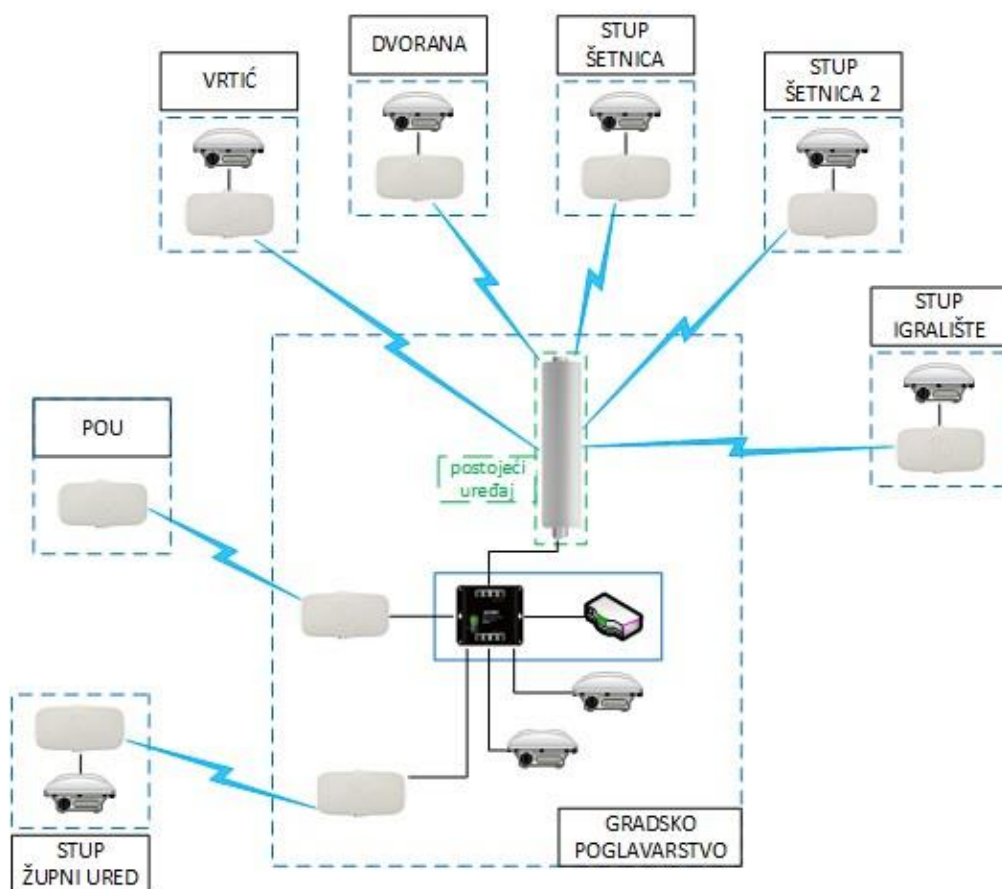 VRTIĆ
DVORANA
STUP
ŠETNICA
STUP
ŠETNICA 2
STUP
IGRALIŠTE
POU
postojeći
uređaj
STUP
ŽUPNI URED
GRADSKO
POGLAVARSTVO